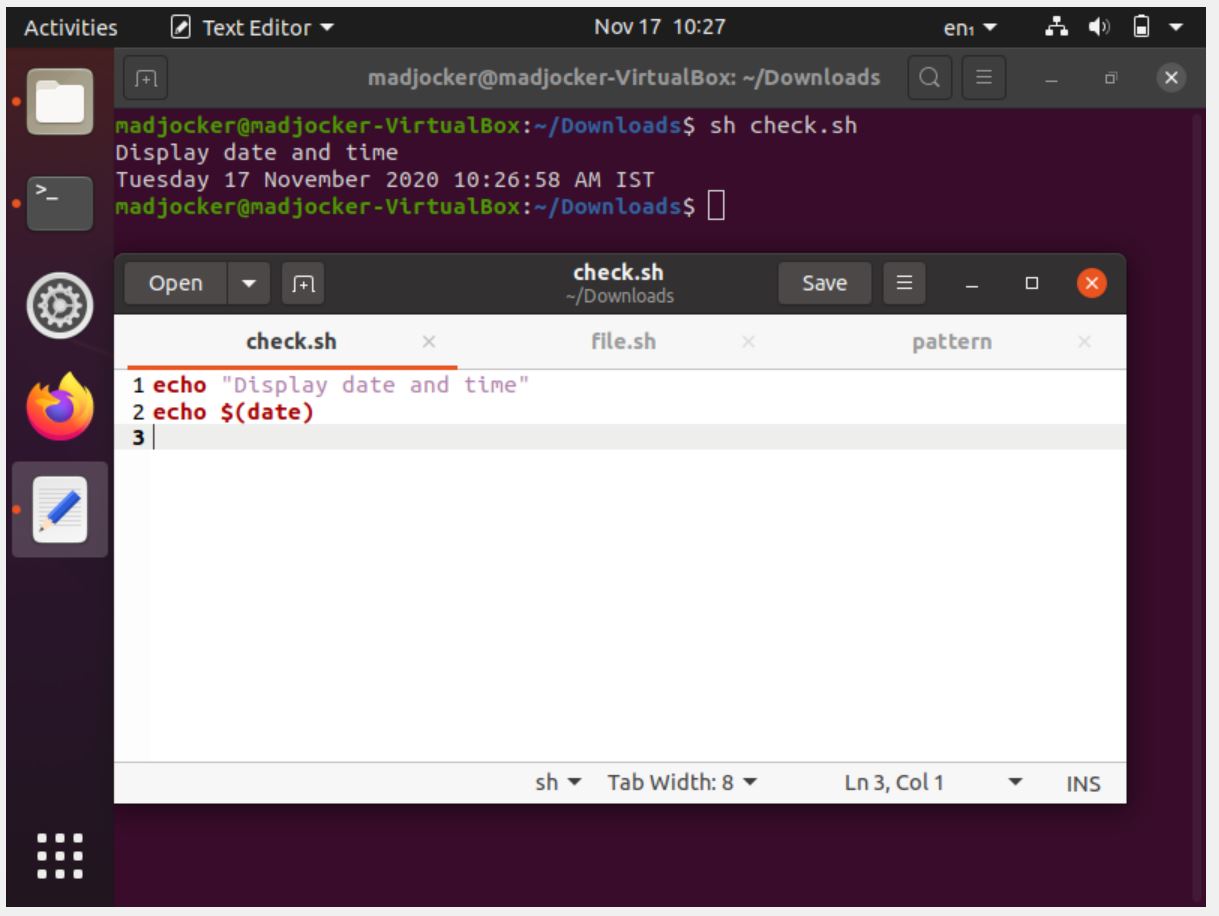 Activities Text Editor Nov 17 10:27 en1
madjocker@madjocker-VirtualBox: ~/Downloads
madjocker@madjocker-VirtualBox:~/Downloads$ sh check.sh
Display date and time
Tuesday 17 November 2020 10:26:58 AM IST
madjocker@madjocker-VirtualBox:~/Downloads$
>_
Open check.sh Save
~/Downloads
check.sh file.sh pattern
1 echo "Display date and time"
2 echo $(date)
3
sh Tab Width: 8 Ln 3, Col 1 INS